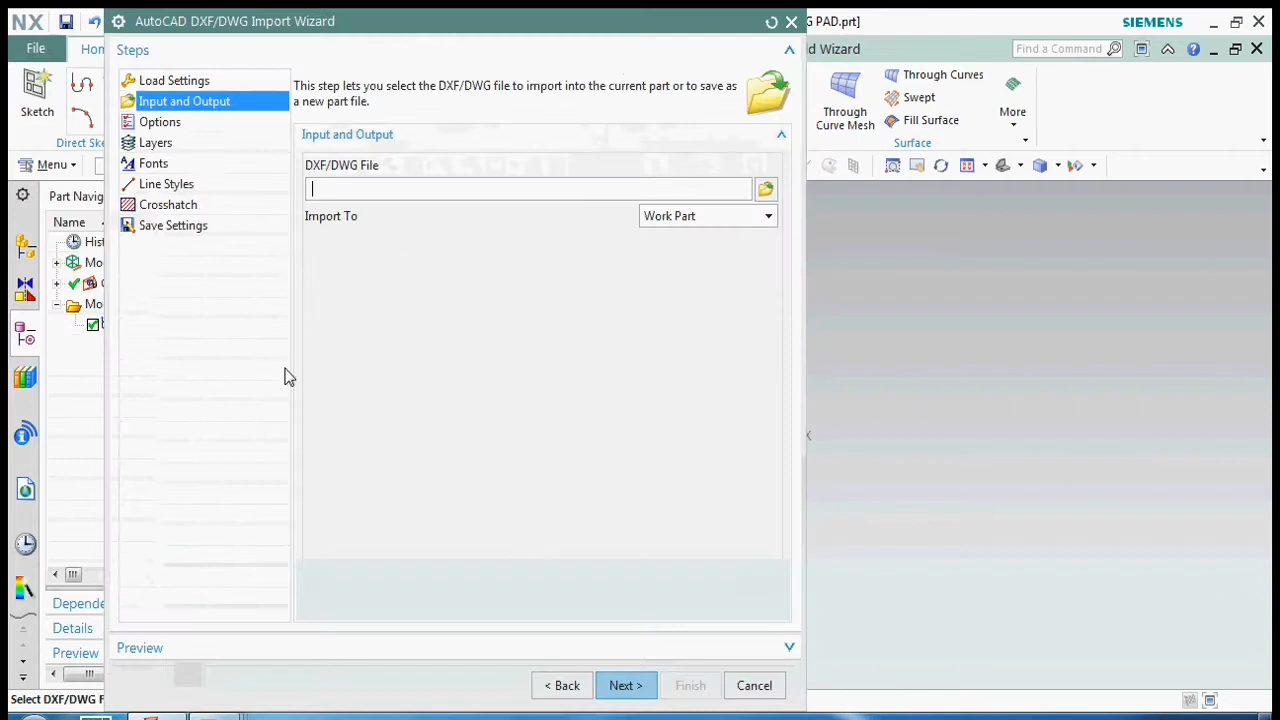 NX
AutoCAD DXF/DWG Import Wizard
PAD.prt]
SIEMENS
File
Steps
d Wizard
Find a Command
Load Settings
This step lets you select the DXF/DWG file to import into the current part or to save as
a new part file.
Through Curves
Input and Output
Swept
Sketch
Through
Curve Mesh
Fill Surface
More
Options
Input and Output
Layers
Surface
Menu
Fonts
DXF/DWG File
Line Styles
Part Navig
Crosshatch
Import To
Work Part
Name
Save Settings
Depende
Details
Preview
Preview
< Back
Next >
Finish
Cancel
Select DXF/DWG F